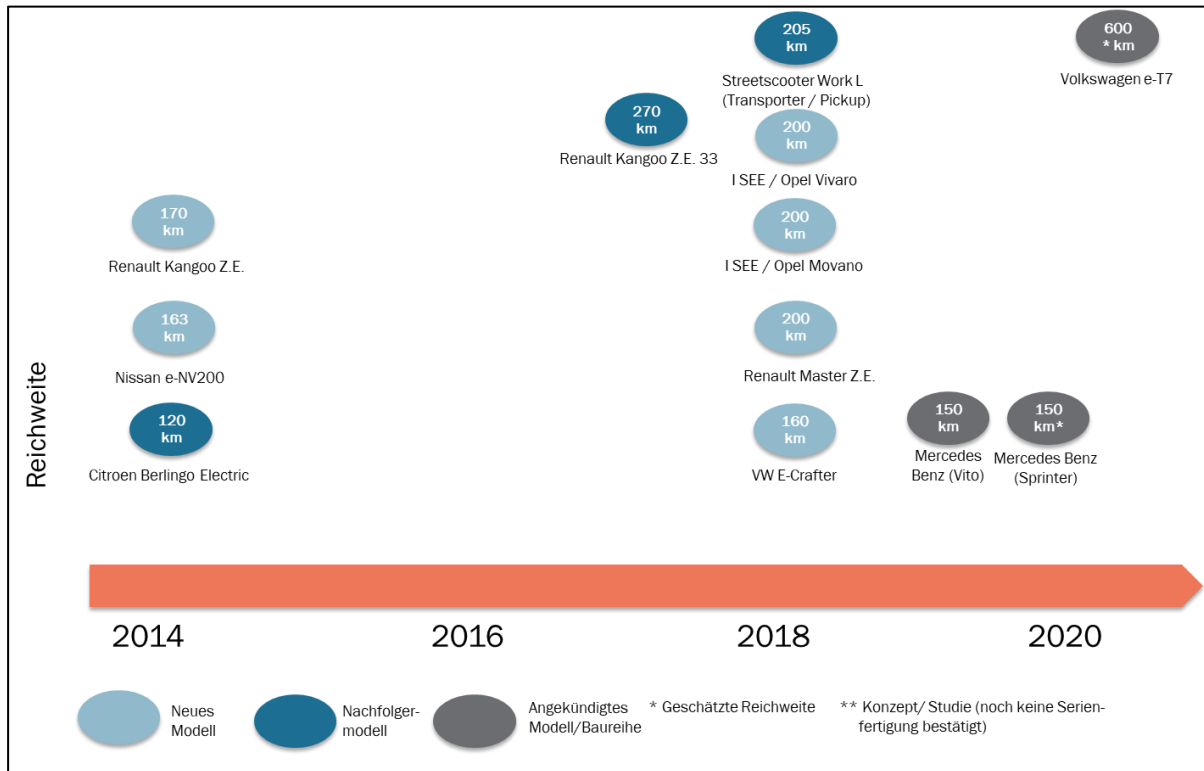 205
km
Streetscooter Work L
(Transporter / Pickup)
600
* km
Volkswagen e-T7
270
km
Renault Kangoo Z.E. 33
200
km
I SEE / Opel Vivaro
170
km
Renault Kangoo Z.E.
200
km
I SEE / Opel Movano
163
km
Nissan e-NV200
200
km
Renault Master Z.E.
120
km
Citroen Berlingo Electric
160
km
VW E-Crafter
150
km
Mercedes
Benz (Vito)
150
km*
Mercedes Benz
(Sprinter)
Reichweite
2014
2016
2018
2020
Neues
Modell
Nachfolger-
modell
Angekündigtes
Modell/Baureihe
* Geschätzte Reichweite
** Konzept/ Studie (noch keine Serien-
fertigung bestätigt)